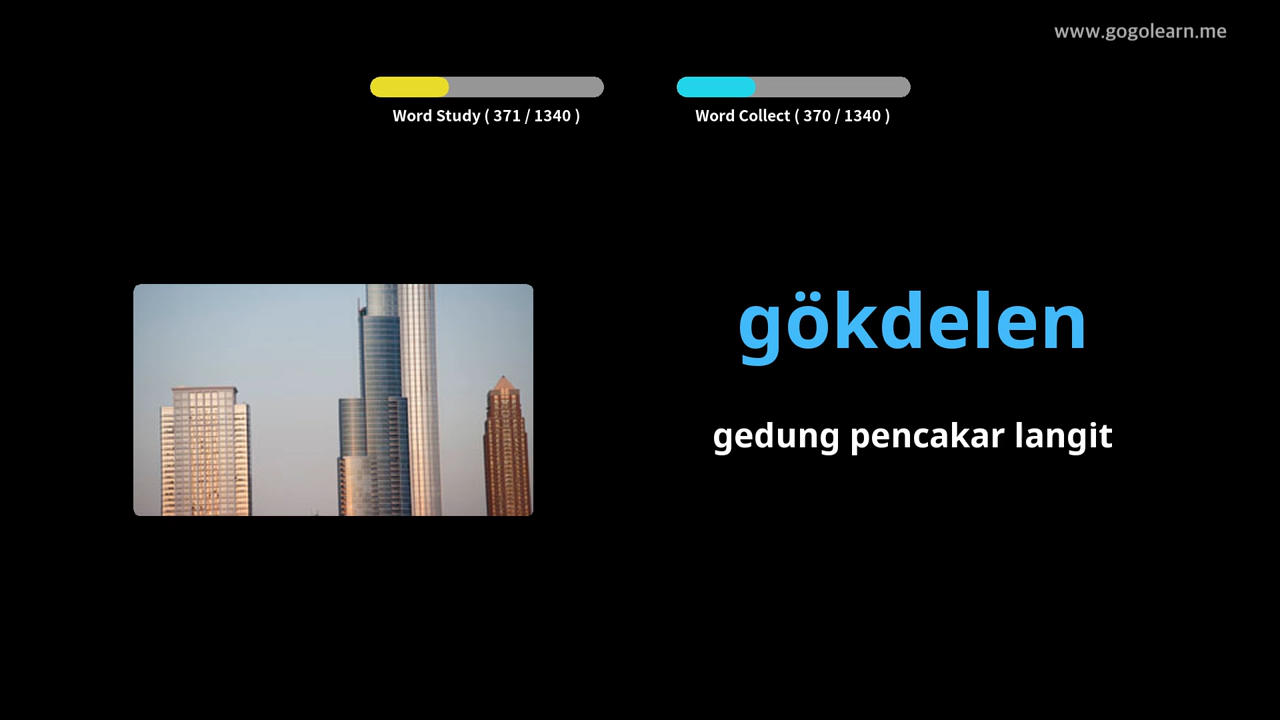 www.gogolearn.me
Word Study ( 371 / 1340 )
Word Collect ( 370 / 1340 )
gökdelen
gedung pencakar langit